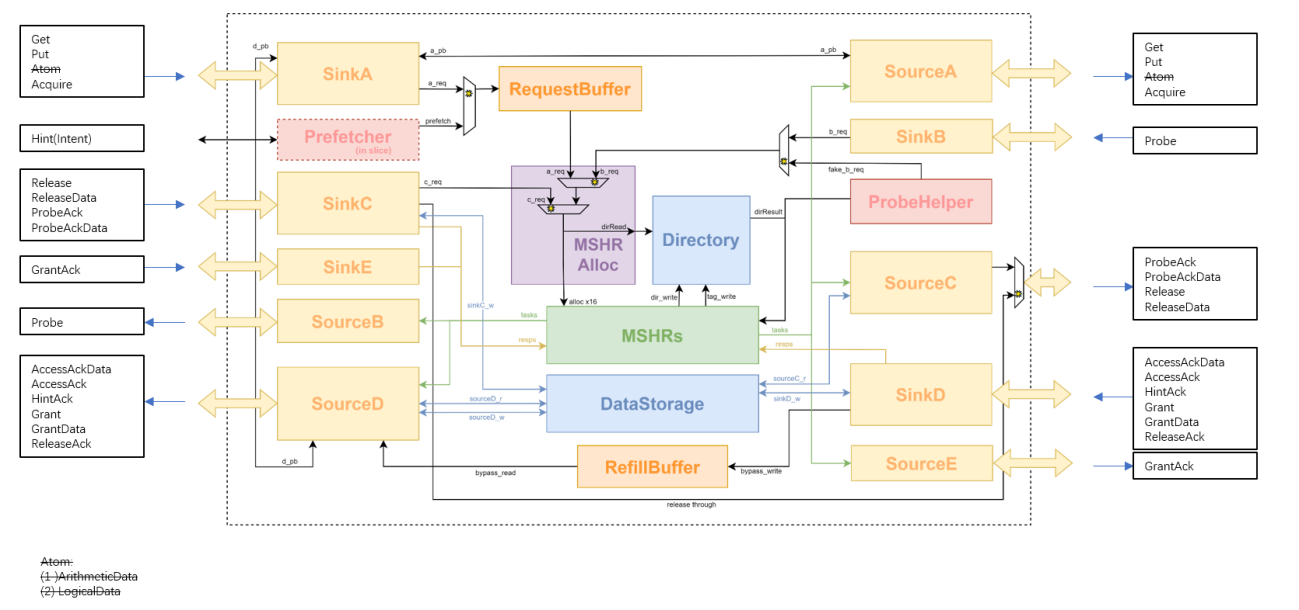 Get
Put
Atom
Acquire
Hint(Intent)
Release
ReleaseData
ProbeAck
ProbeAckData
GrantAck
Probe
AccessAckData
AccessAck
HintAck
Grant
GrantData
ReleaseAck
d_pb
SinkA
a_pb
a_pb
SourceA
a_req
RequestBuffer
Prefetcher
(in slice)
prefetch
b_req
SinkB
fake_b_req
ProbeHelper
SinkC
c_req
a_req
b_req
c_req
dirRead
MSHR
Alloc
Directory
dirResult
SinkE
SourceC
sinkC_w
alloc x16
dir_write
tag_write
SourceB
tasks
resps
MSHRs
tasks
resps
SourceD
sourceD_r
sourceD_w
DataStorage
sourceC_r
sinkD_w
SinkD
d_pb
bypass_read
RefillBuffer
bypass_write
SourceE
release through
Get
Put
Atom
Acquire
Probe
ProbeAck
ProbeAckData
Release
ReleaseData
AccessAckData
AccessAck
HintAck
Grant
GrantData
ReleaseAck
GrantAck
Atom:
(1 )ArithmeticData
(2) LogicalData